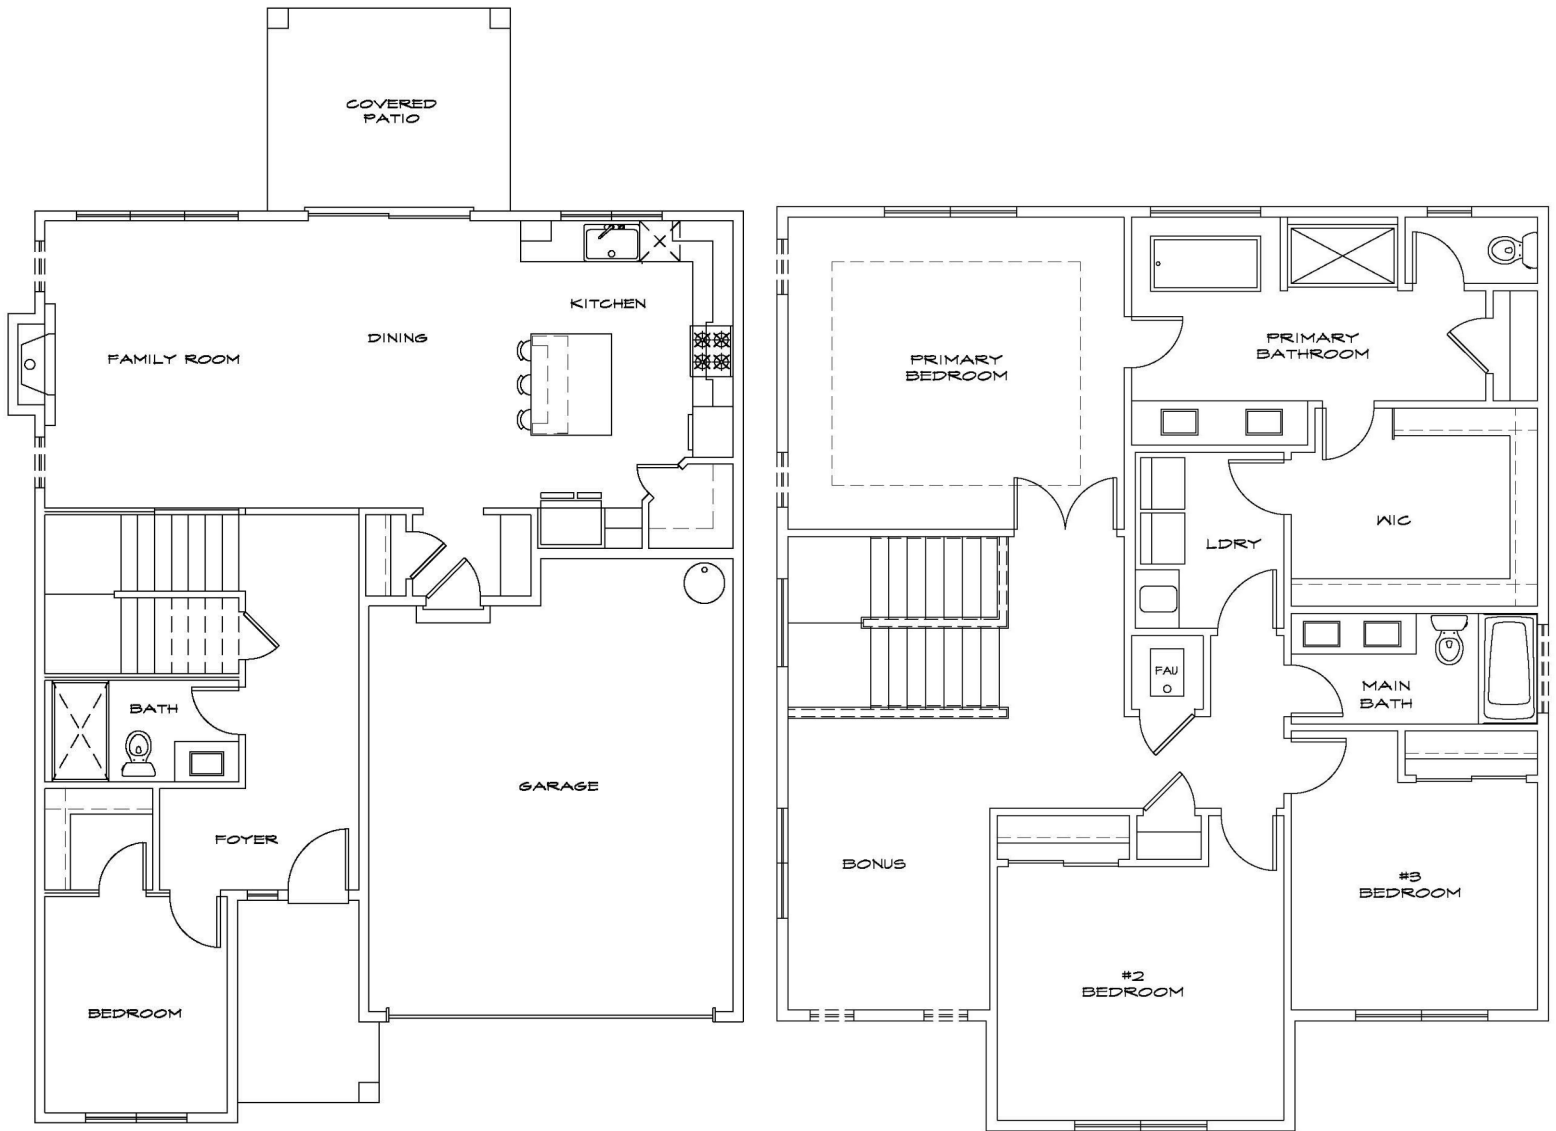 COVERED
PATIO
KITCHEN
DINING
FAMILY ROOM
BATH
GARAGE
FOYER
BEDROOM
PRIMARY
BATHROOM
PRIMARY
BEDROOM
WIC
LDRY
FAU
MAIN
BATH
BONUS
#3
BEDROOM
#2
BEDROOM